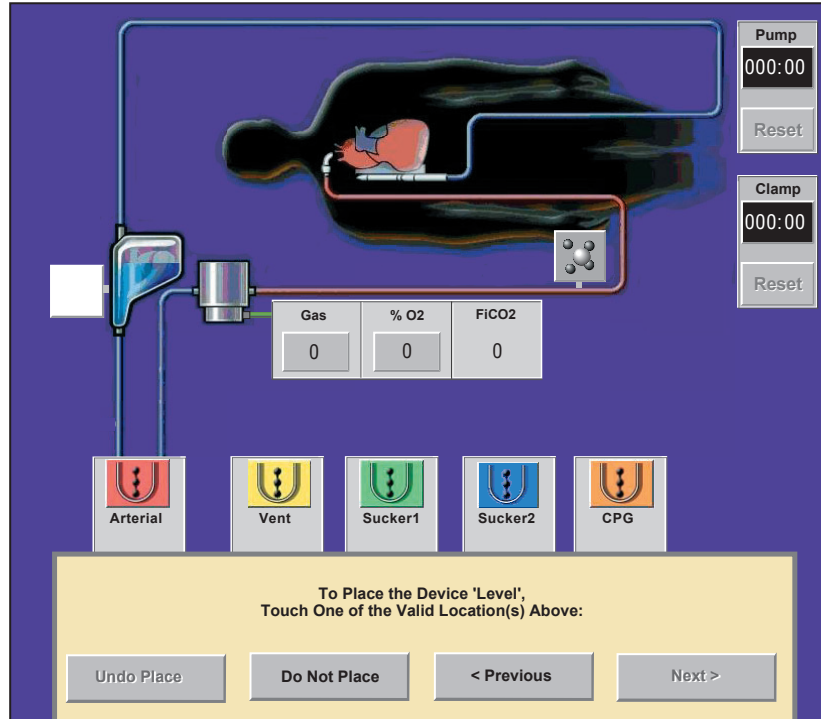 Pump
000:00
Reset
Clamp
000:00
Reset
Gas
% O2
FiCO2
0
0
0
Arterial
Vent
Sucker1
Sucker2
CPG
To Place the Device 'Level',
Touch One of the Valid Location(s) Above:
Undo Place
Do Not Place
< Previous
Next >